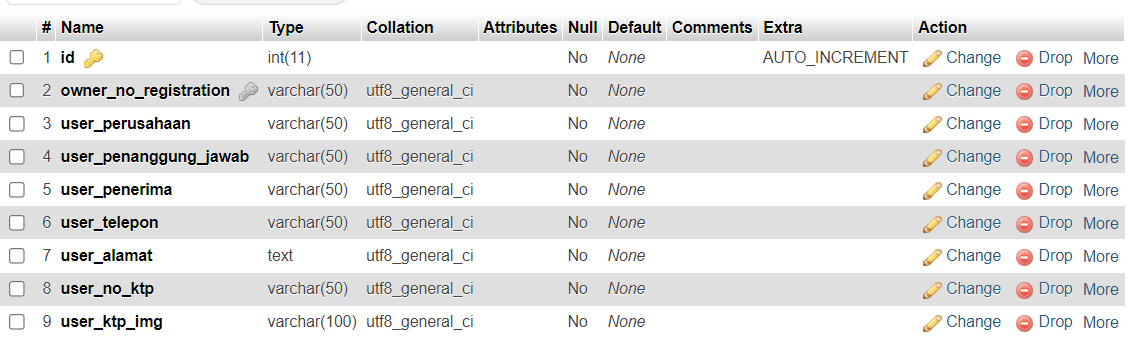 # Name Type Collation Attributes Null Default Comments Extra Action
1 id int(11) No None AUTO_INCREMENT Change Drop More
2 owner_no_registration varchar(50) utf8_general_ci No None Change Drop More
3 user_perusahaan varchar(50) utf8_general_ci No None Change Drop More
4 user_penanggung_jawab varchar(50) utf8_general_ci No None Change Drop More
5 user_penerima varchar(50) utf8_general_ci No None Change Drop More
6 user_telepon varchar(50) utf8_general_ci No None Change Drop More
7 user_alamat text utf8_general_ci No None Change Drop More
8 user_no_ktp varchar(50) utf8_general_ci No None Change Drop More
9 user_ktp_img varchar(100) utf8_general_ci No None Change Drop More